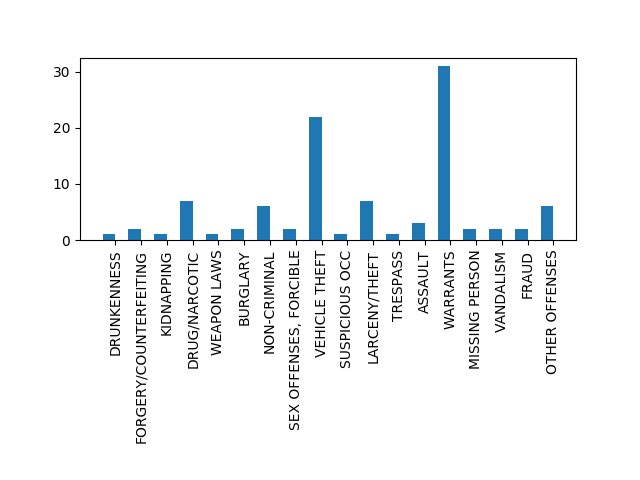 30
20
10
0
DRUNKENNESS
FORGERY/COUNTERFEITING
KIDNAPPING
DRUG/NARCOTIC
WEAPON LAWS
BURGLARY
NON-CRIMINAL
SEX OFFENSES, FORCIBLE
VEHICLE THEFT
SUSPICIOUS OCC
LARCENY/THEFT
TRESPASS
ASSAULT
WARRANTS
MISSING PERSON
VANDALISM
FRAUD
OTHER OFFENSES